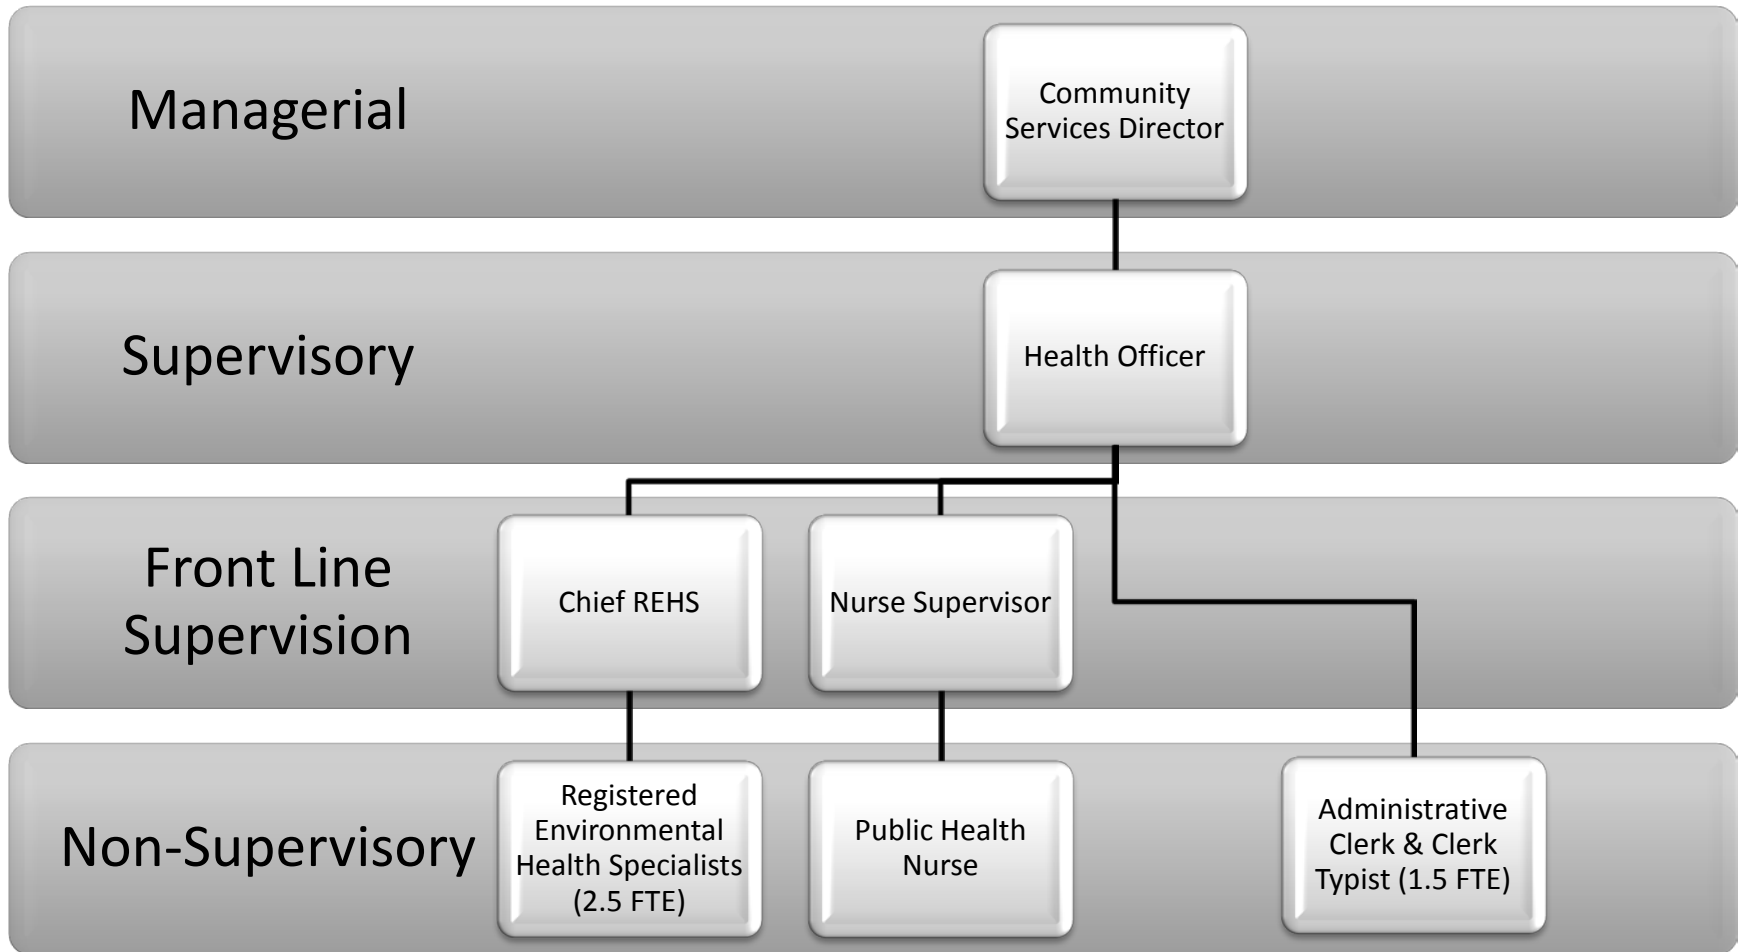 Managerial
Community
Services Director
Supervisory
Health Officer
Front Line
Supervision
Chief REHS
Nurse Supervisor
Non-Supervisory
Registered
Environmental
Health Specialists
(2.5 FTE)
Public Health
Nurse
Administrative
Clerk & Clerk
Typist (1.5 FTE)